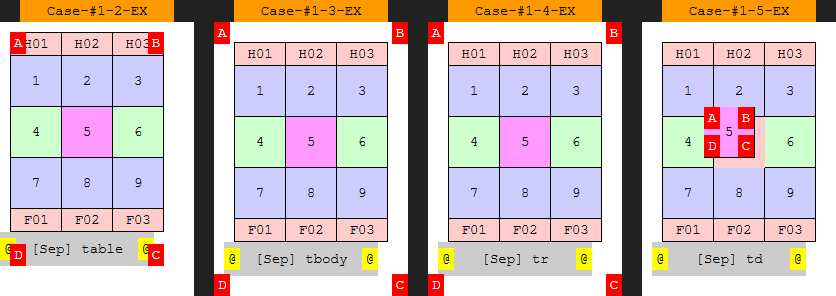 Case-#1-2-EX
A H01 H02 B H03
1 2 3
4 5 6
7 8 9
F01 F02 F03
@ [Sep] table @
D C
Case-#1-3-EX
A B
H01 H02 H03
1 2 3
4 5 6
7 8 9
F01 F02 F03
@ [Sep] tbody @
D C
Case-#1-4-EX
A B
H01 H02 H03
1 2 3
4 5 6
7 8 9
F01 F02 F03
@ [Sep] tr @
D C
Case-#1-5-EX
H01 H02 H03
1 2 3
A B
4 5 6
D C
7 8 9
F01 F02 F03
@ [Sep] td @